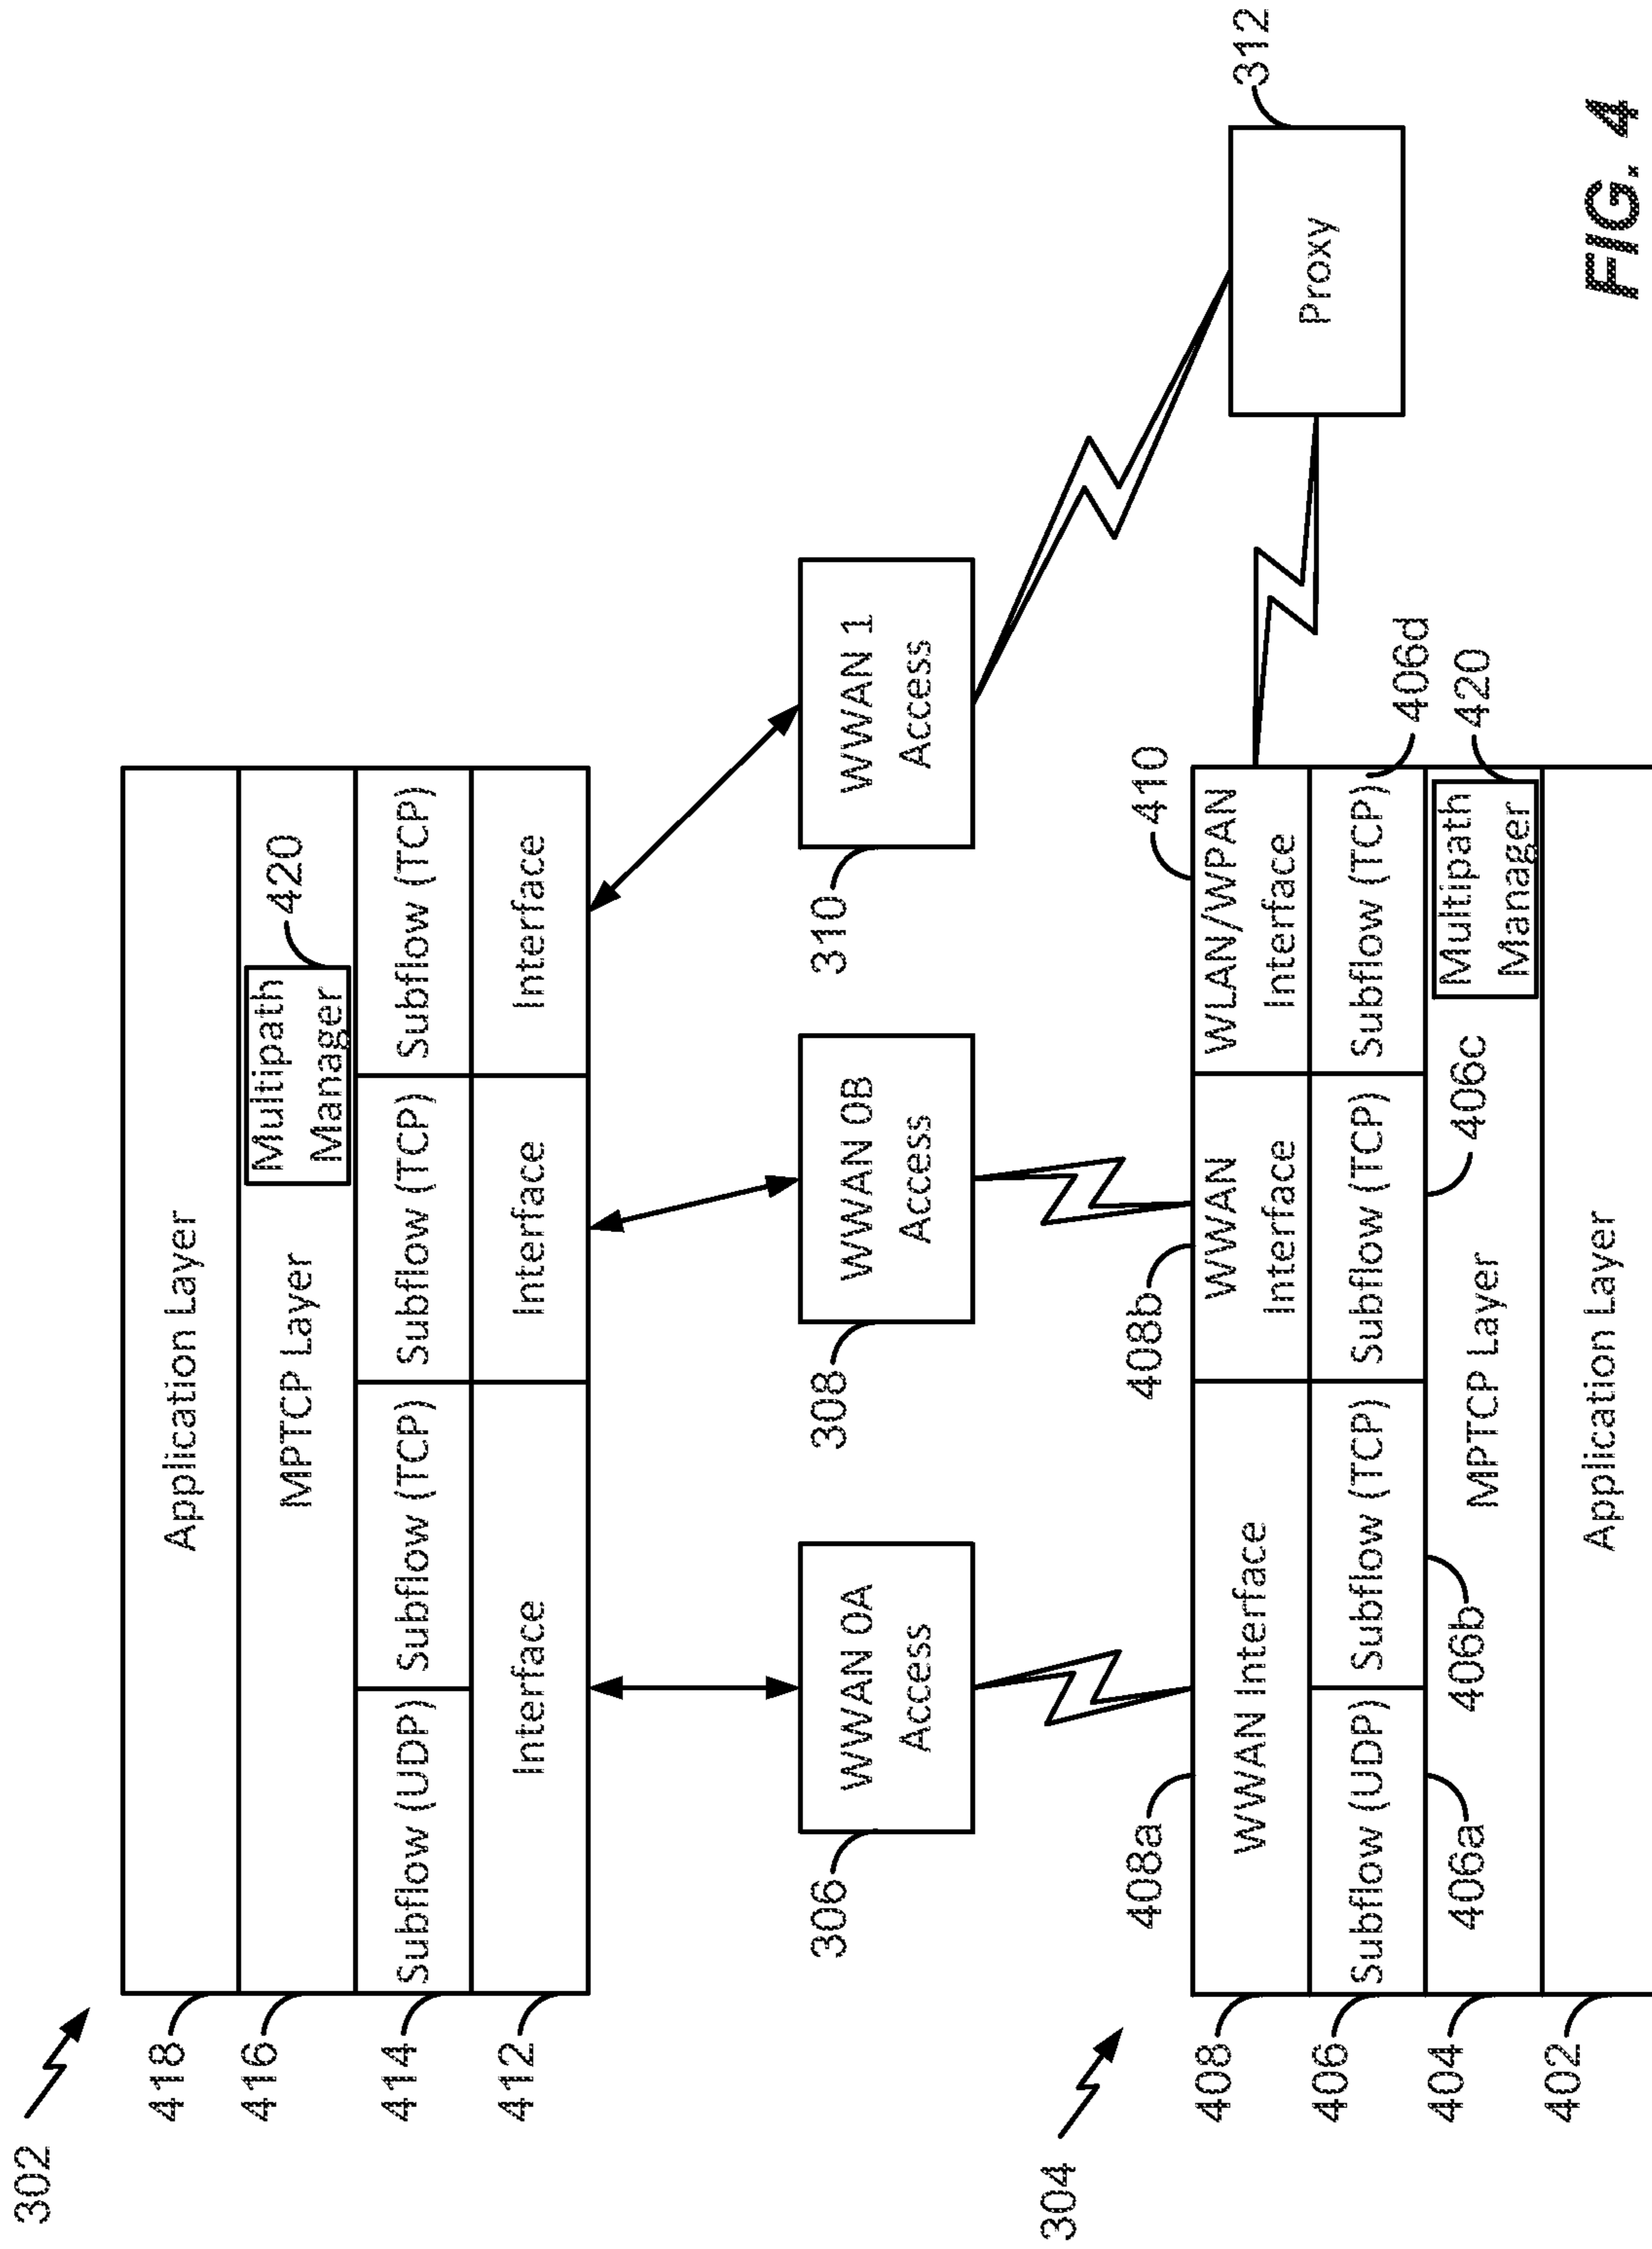 302
418
416
414
412
Application Layer
MPTCP Layer
Multipath
Manager
420
Subflow (UDP)
Subflow (TCP)
Subflow (TCP)
Subflow (TCP)
Interface
Interface
Interface
306
WWAN 0A
Access
308
WWAN 0B
Access
310
WWAN 1
Access
304
408a
408b
410
408
406
404
402
WWAN Interface
WWAN
Interface
WLAN/WPAN
Interface
Subflow (UDP)
Subflow (TCP)
Subflow (TCP)
Subflow (TCP)
406a
406b
406c
406d
MPTCP Layer
Multipath
Manager
420
Application Layer
Proxy
312
FIG. 4